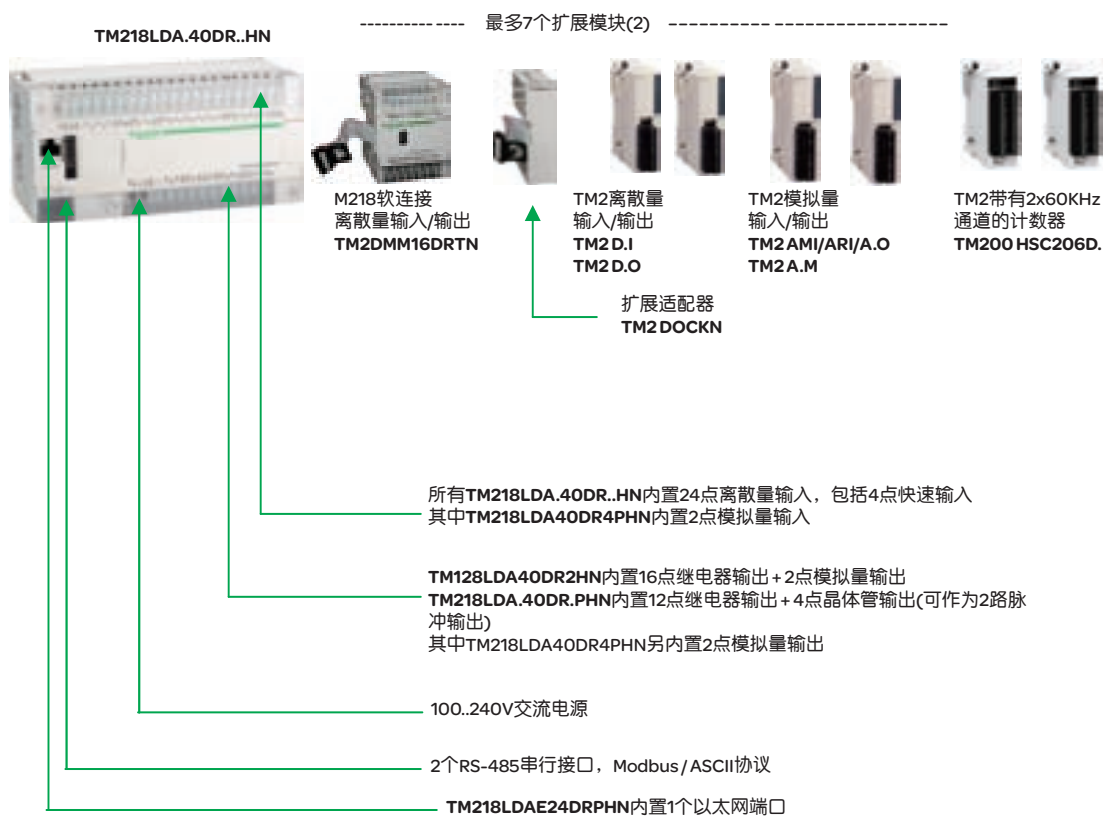 TM218LDA.40DR..HN
最多7个扩展模块(2)
M218软连接
离散量输入/输出
TM2DMM16DRTN
TM2离散量
输入/输出
TM2 D.I
TM2 D.O
TM2模拟量
输入/输出
TM2 AMI/ARI/A.O
TM2 A.M
TM2带有2x60KHz
通道的计数器
TM200 HSC206D.
扩展适配器
TM2 DOCKN
所有TM218LDA.40DR..HN内置24点离散量输入，包括4点快速输入
其中TM218LDA40DR4PHN内置2点模拟量输入
TM128LDA40DR2HN内置16点继电器输出+2点模拟量输出
TM218LDA.40DR.PHN内置12点继电器输出+4点晶体管输出(可作为2路脉
冲输出)
其中TM218LDA40DR4PHN另内置2点模拟量输出
100..240V交流电源
2个RS-485串行接口，Modbus/ASCII协议
TM218LDAE24DRPHN内置1个以太网端口